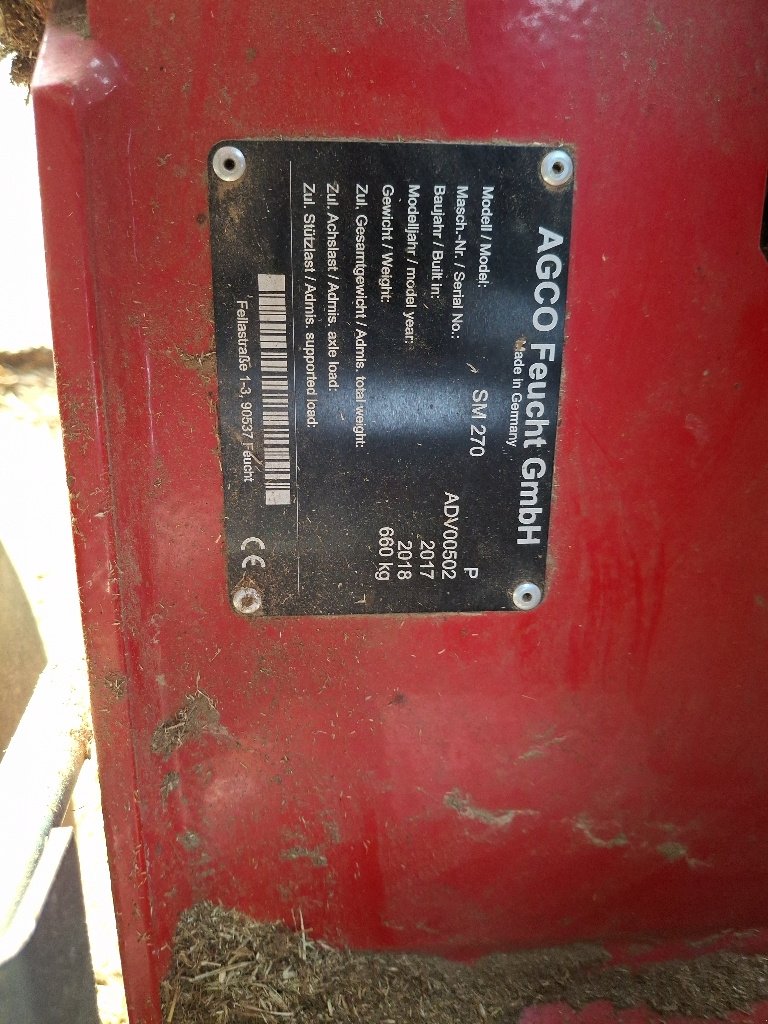 AGCO Feucht GmbH
Made in Germany
Modell / Model: SM 270 P
Masch.-Nr. / Serial No.: ADV00502
Baujahr / Built in: 2017
Modelljahr / model year: 2018
Gewicht / Weight: 660 kg
Zul. Gesamtgewicht / Admis. total weight:
Zul. Achslast / Admis. axle load:
Zul. Stützlast / Admis. supported load:
Fellastraße 1-3, 90537 Feucht
CE